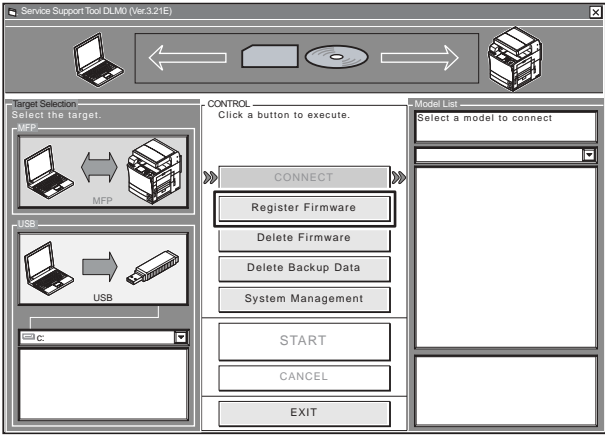 Service Support Tool DLM0 (Ver.3.21E)
Target Selection
Select the target.
MFP
MFP
USB
USB
C:
CONTROL
Click a button to execute.
CONNECT
Register Firmware
Delete Firmware
Delete Backup Data
System Management
START
CANCEL
EXIT
Model List
Select a model to connect